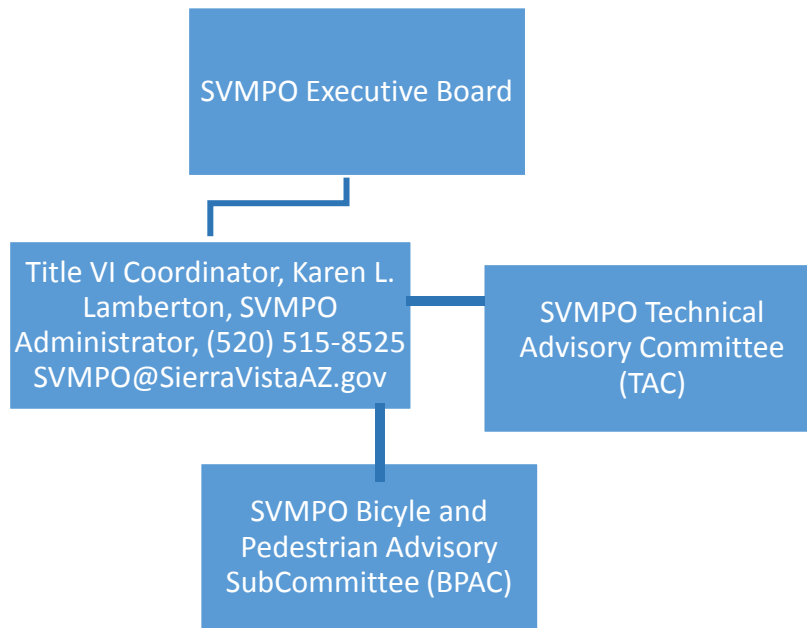 SVMPO Executive Board
Title VI Coordinator, Karen L.
Lamberton, SVMPO
Administrator, (520) 515-8525
SVMPO@SierraVistaAZ.gov
SVMPO Technical
Advisory Committee
(TAC)
SVMPO Bicyle and
Pedestrian Advisory
SubCommittee (BPAC)